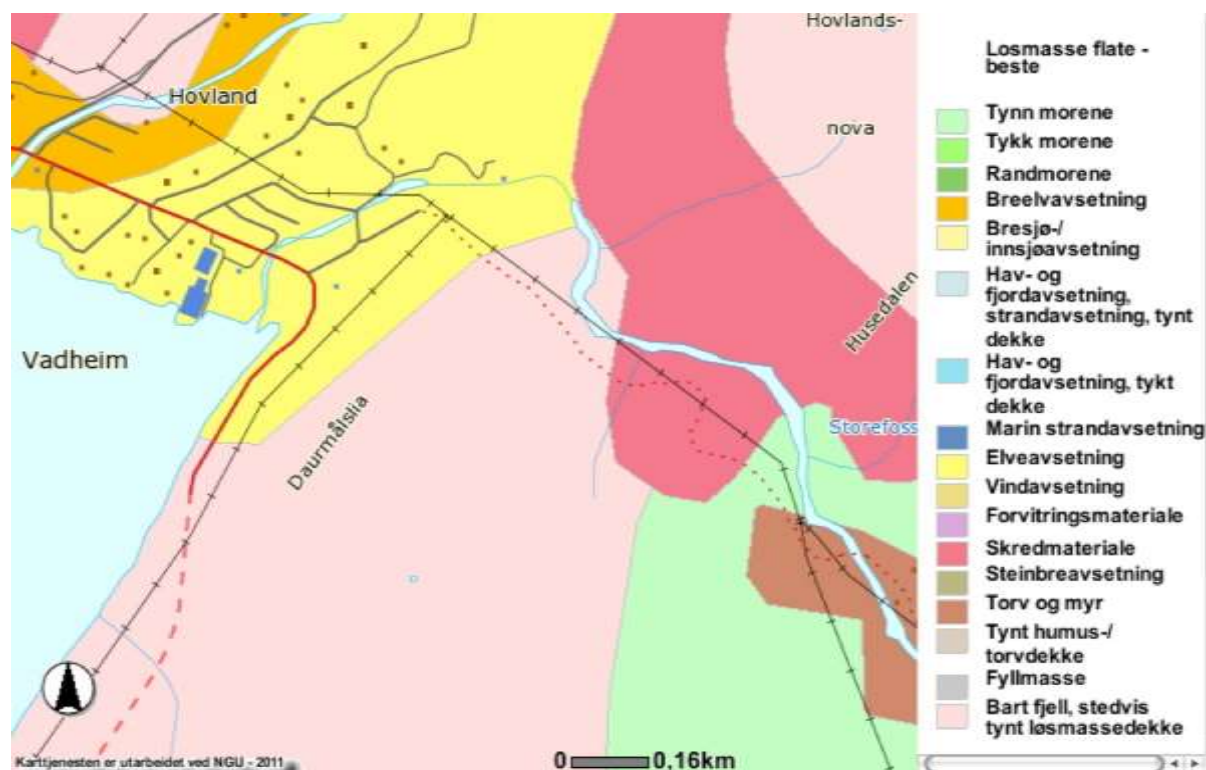 Hovlands-
Hovland
nova
Husedalen
Vadheim
Storefoss
Daurmålslia
Karttjenesten er utarbeidet ved NGU - 2011
0 0,16km
Losmasse flate -
beste
Tynn morene
Tykk morene
Randmorene
Breelvavsetning
Bresjø-/
innsjøavsetning
Hav- og
fjordavsetning,
strandavsetning, tynt
dekke
Hav- og
fjordavsetning, tykt
dekke
Marin strandavsetning
Elveavsetning
Vindavsetning
Forvitringsmateriale
Skredmateriale
Steinbreavsetning
Torv og myr
Tynt humus-/
torvdekke
Fyllmasse
Bart fjell, stedvis
tynt løsmassedekke